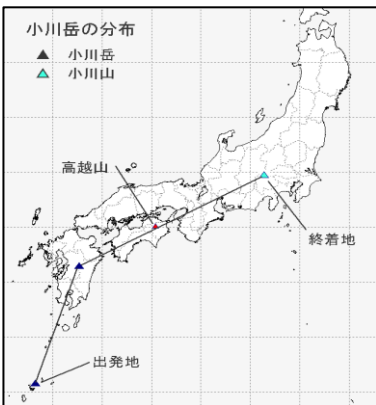 小川岳の分布
小川岳
小川山
高越山
終着地
出発地